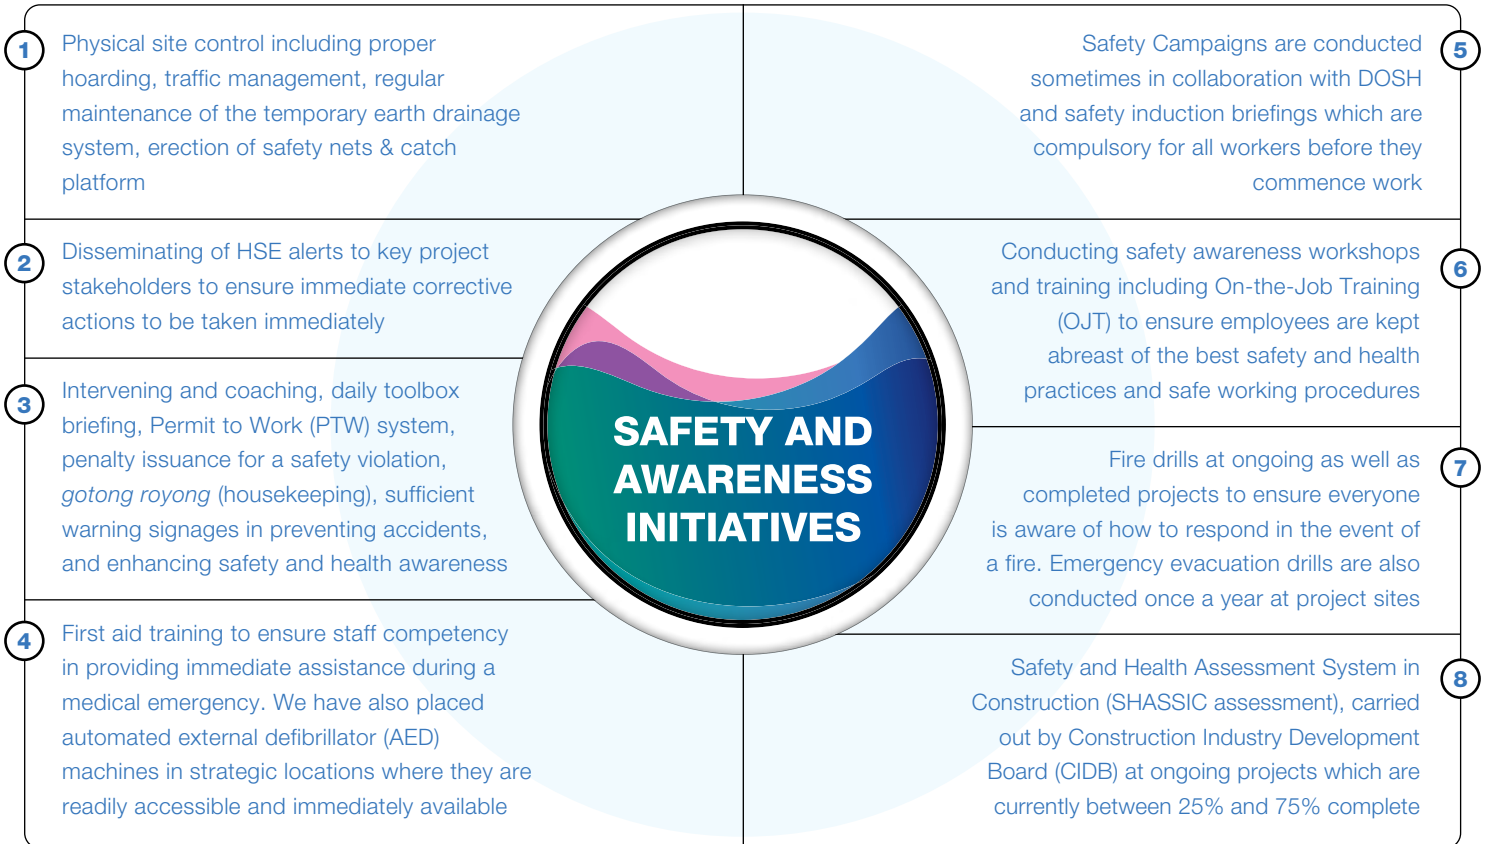 1
Physical site control including proper
hoarding, traffic management, regular
maintenance of the temporary earth drainage
system, erection of safety nets & catch
platform
2
Disseminating of HSE alerts to key project
stakeholders to ensure immediate corrective
actions to be taken immediately
3
Intervening and coaching, daily toolbox
briefing, Permit to Work (PTW) system,
penalty issuance for a safety violation,
gotong royong (housekeeping), sufficient
warning signages in preventing accidents,
and enhancing safety and health awareness
4
First aid training to ensure staff competency
in providing immediate assistance during a
medical emergency. We have also placed
automated external defibrillator (AED)
machines in strategic locations where they are
readily accessible and immediately available
SAFETY AND
AWARENESS
INITIATIVES
5
Safety Campaigns are conducted
sometimes in collaboration with DOSH
and safety induction briefings which are
compulsory for all workers before they
commence work
6
Conducting safety awareness workshops
and training including On-the-Job Training
(OJT) to ensure employees are kept
abreast of the best safety and health
practices and safe working procedures
7
Fire drills at ongoing as well as
completed projects to ensure everyone
is aware of how to respond in the event of
a fire. Emergency evacuation drills are also
conducted once a year at project sites
8
Safety and Health Assessment System in
Construction (SHASSIC assessment), carried
out by Construction Industry Development
Board (CIDB) at ongoing projects which are
currently between 25% and 75% complete